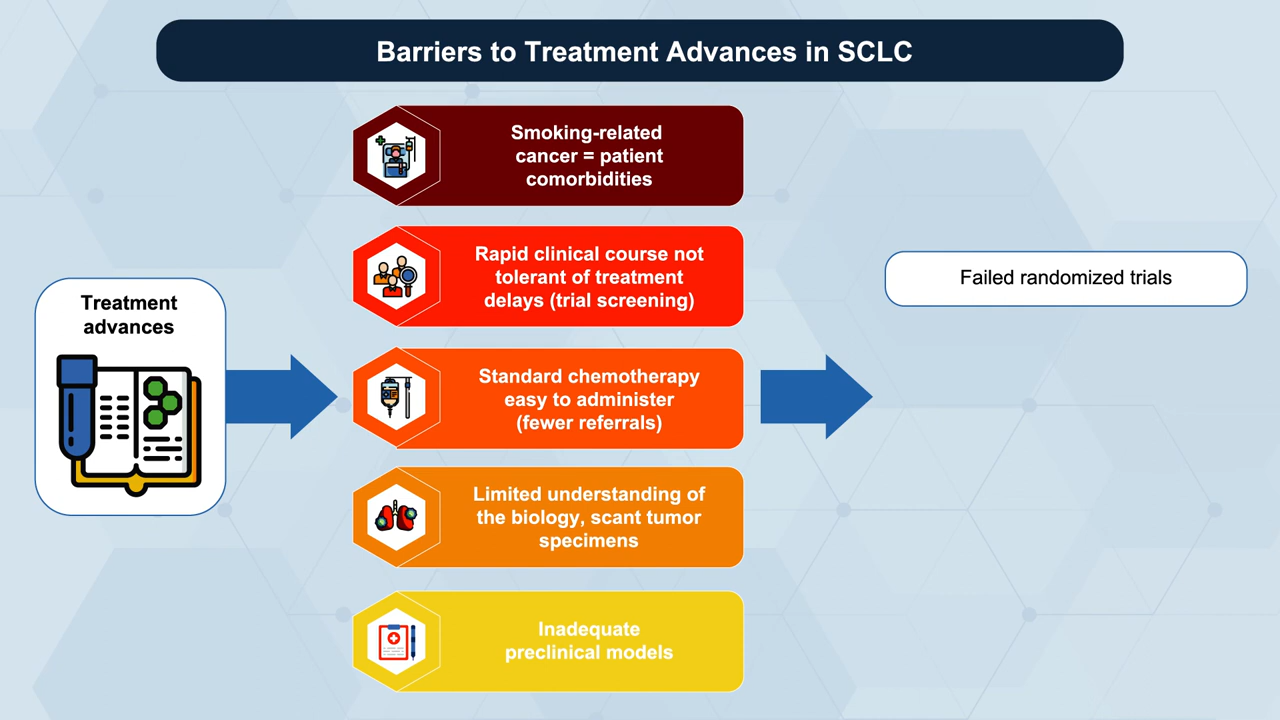 Barriers to Treatment Advances in SCLC
Treatment
advances
Smoking-related
cancer = patient
comorbidities
Rapid clinical course not
tolerant of treatment
delays (trial screening)
Standard chemotherapy
easy to administer
(fewer referrals)
Limited understanding of
the biology, scant tumor
specimens
Inadequate
preclinical models
Failed randomized trials